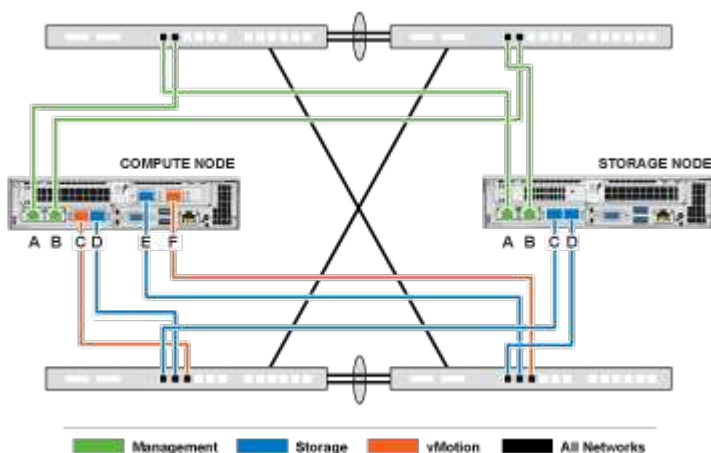 COMPUTE NODE
STORAGE NODE
A B C D E F
A B C D
Management Storage vMotion All Networks